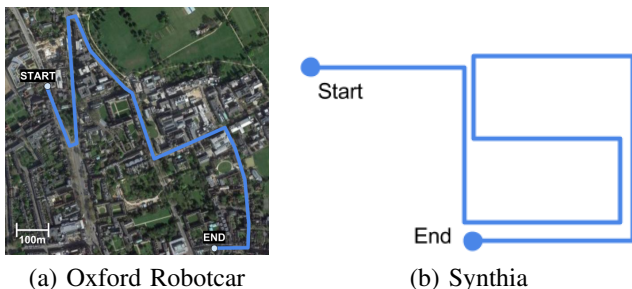 START
100m
END
Start
End
(a) Oxford Robotcar
(b) Synthia